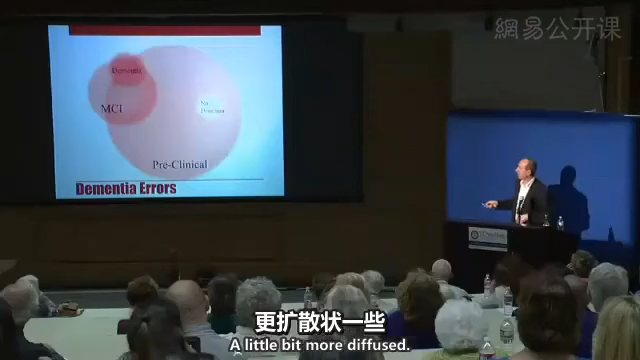 網易公开课
Dementia
MCI
No
Dementia
Pre-Clinical
Dementia Errors
更扩散状一些
A little bit more diffused.